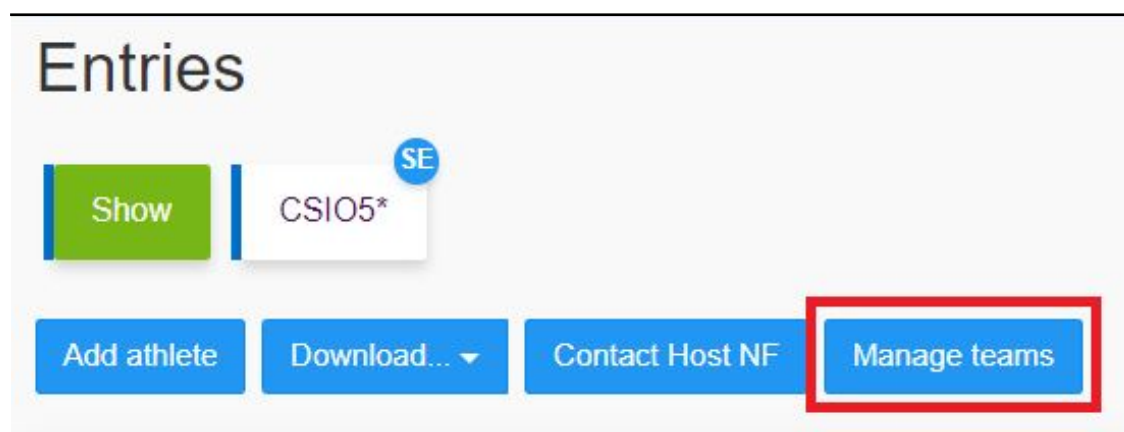 Entries
SE
Show
CSIO5*
Add athlete
Download...
Contact Host NF
Manage teams